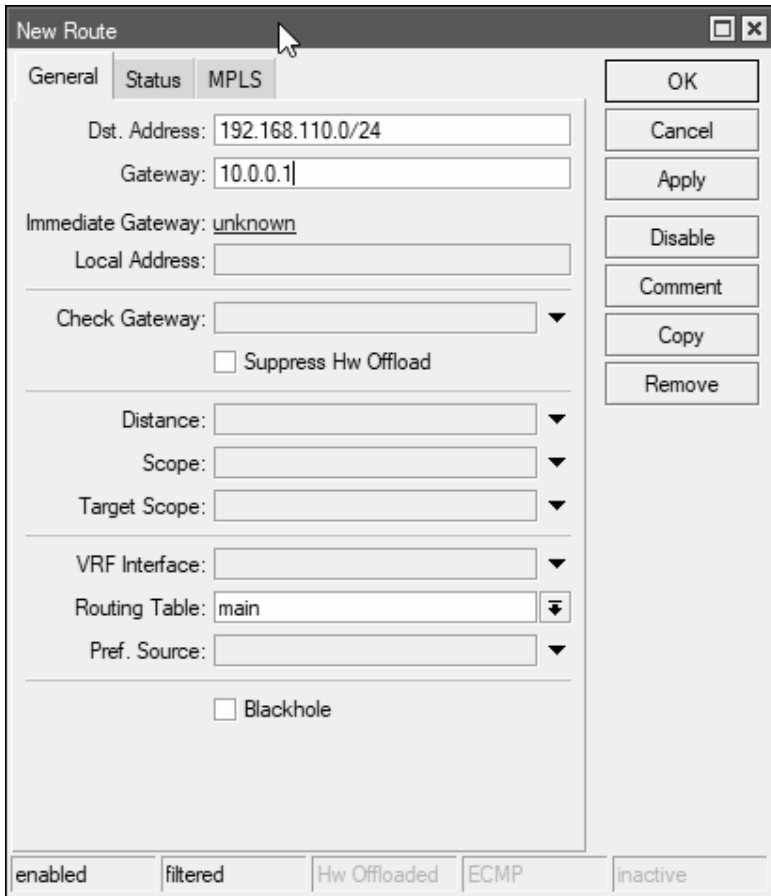 New Route
General Status MPLS
Dst. Address: 192.168.110.0/24
Gateway: 10.0.0.1
Immediate Gateway: unknown
Local Address:
Check Gateway:
Suppress Hw Offload
Distance:
Scope:
Target Scope:
VRF Interface:
Routing Table: main
Pref. Source:
Blackhole
OK
Cancel
Apply
Disable
Comment
Copy
Remove
enabled filtered Hw Offloaded ECMP inactive